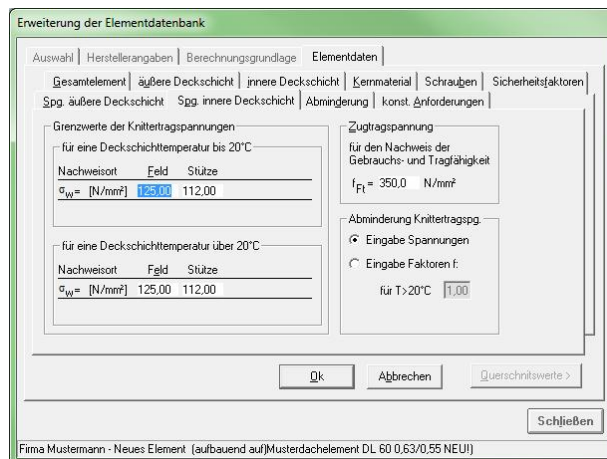 Erweiterung der Elementdatenbank
Auswahl Herstellerangaben Berechnungsgrundlage Elementdaten
Gesamtelement äußere Deckschicht innere Deckschicht Kernmaterial Schrauben Sicherheitsfaktoren
Spg. äußere Deckschicht Spg. innere Deckschicht Abminderung konst. Anforderungen
Grenzwerte der Knittertragspannungen
für eine Deckschichttemperatur bis 20°C
Nachweisort Feld Stütze
σw= [N/mm²] 125,00 112,00
für eine Deckschichttemperatur über 20°C
Nachweisort Feld Stütze
σw= [N/mm²] 125,00 112,00
Zugtragspannung
für den Nachweis der
Gebrauchs- und Tragfähigkeit
fFt = 350,0 N/mm²
Abminderung Knittertragspg.
Eingabe Spannungen
Eingabe Faktoren f:
für T>20°C 1,00
Ok Abbrechen Querschnittswerte >
Schließen
Firma Mustermann - Neues Element (aufbauend auf)Musterdachelement DL 60 0,63/0,55 NEU!)